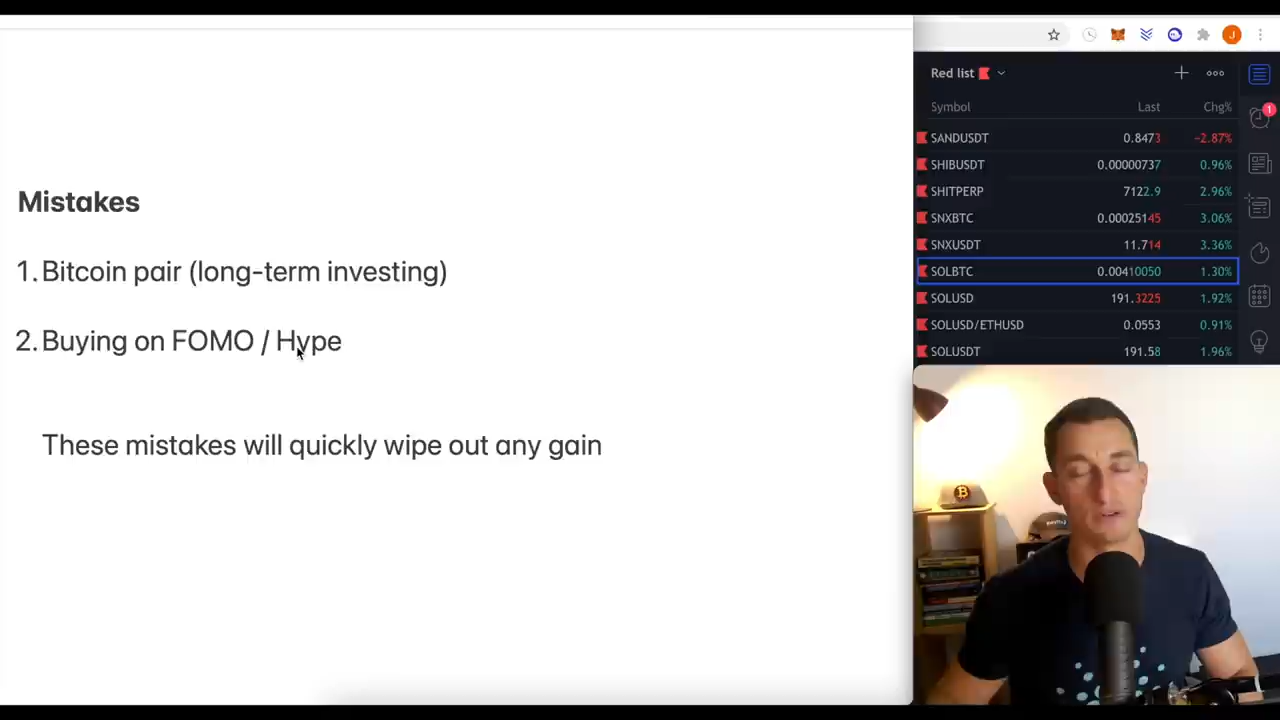 Mistakes
1. Bitcoin pair (long-term investing)
2. Buying on FOMO / Hype
These mistakes will quickly wipe out any gain
J
Red list
Symbol Last Chg%
1
SANDUSDT 0.8473 −2.87%
SHIBUSDT 0.00000737 0.96%
SHITPERP 7122.9 2.96%
SNXBTC 0.00025145 3.06%
SNXUSDT 11.714 3.36%
SOLBTC 0.00410050 1.30%
SOLUSD 191.3225 1.92%
SOLUSD/ETHUSD 0.0553 0.91%
SOLUSDT 191.58 1.96%